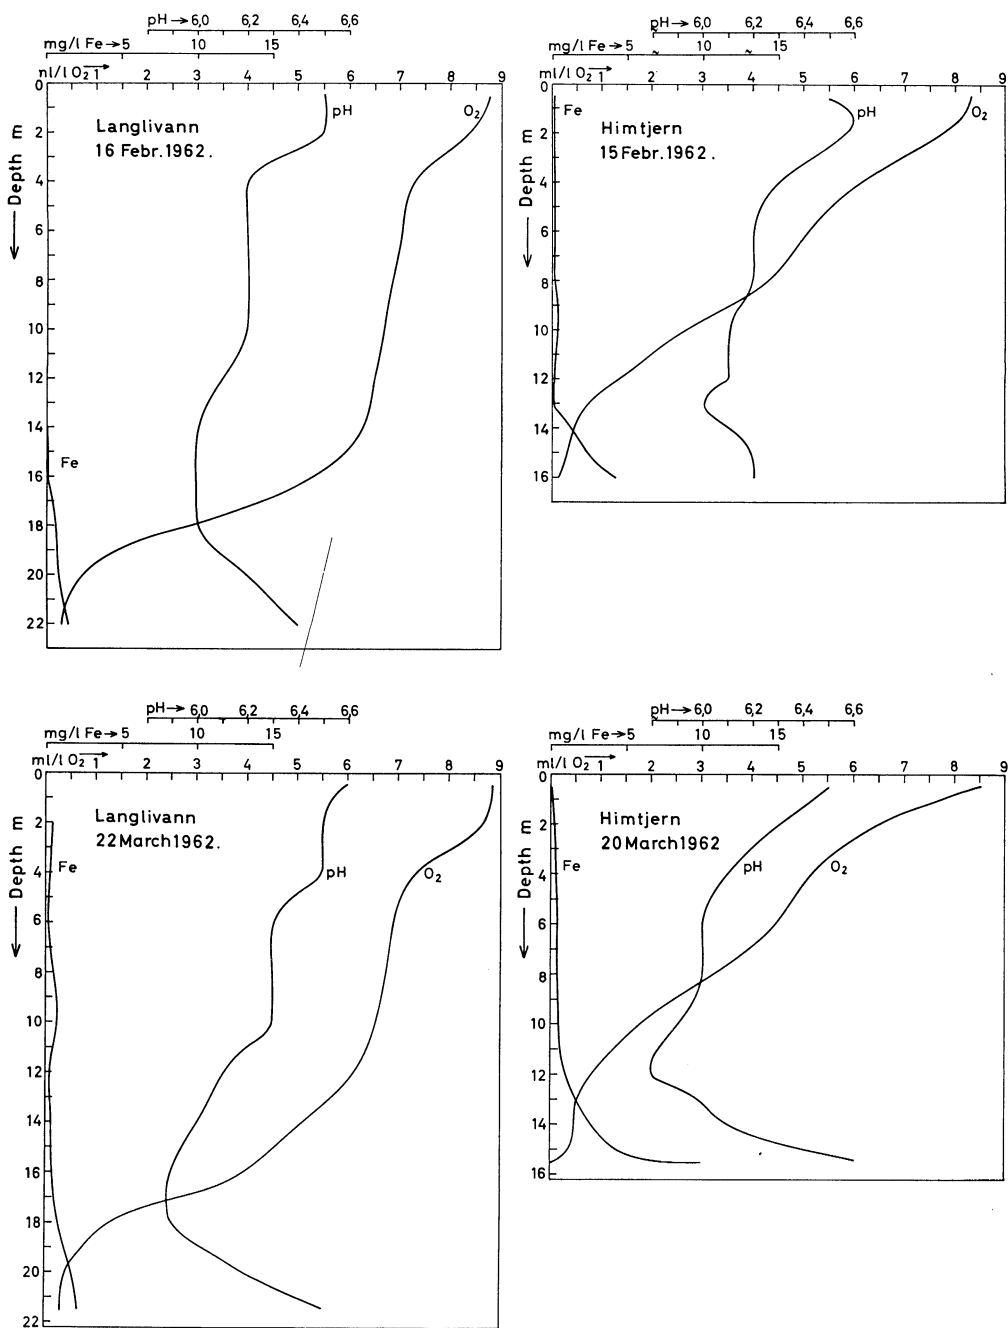 pH → 6,0 6,2 6,4 6,6
mg/l Fe → 5 10 15
nl/l O2 → 1 2 3 4 5 6 7 8 9
0
2
4
6
8
10
12
14
16
18
20
22
← Depth m
Langlivann
16 Febr. 1962.
pH
O2
Fe
pH → 6,0 6,2 6,4 6,6
mg/l Fe → 5 10 15
ml/l O2 → 1 2 3 4 5 6 7 8 9
0
2
4
6
8
10
12
14
16
← Depth m
Fe
Himtjern
15 Febr. 1962.
pH
O2
pH → 6,0 6,2 6,4 6,6
mg/l Fe → 5 10 15
ml/l O2 → 1 2 3 4 5 6 7 8 9
0
2
4
6
8
10
12
14
16
18
20
22
← Depth m
Langlivann
22 March 1962.
Fe
pH
O2
pH → 6,0 6,2 6,4 6,6
mg/l Fe → 5 10 15
ml/l O2 → 1 2 3 4 5 6 7 8 9
0
2
4
6
8
10
12
14
16
← Depth m
Himtjern
20 March 1962
Fe
pH
O2